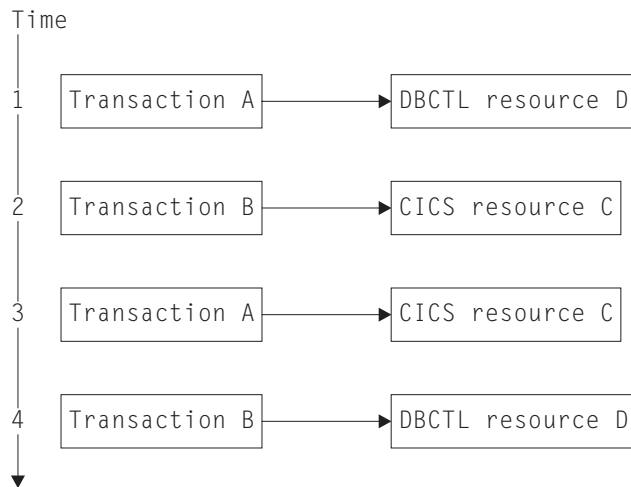 Time
1 Transaction A DBCTL resource D
2 Transaction B CICS resource C
3 Transaction A CICS resource C
4 Transaction B DBCTL resource D